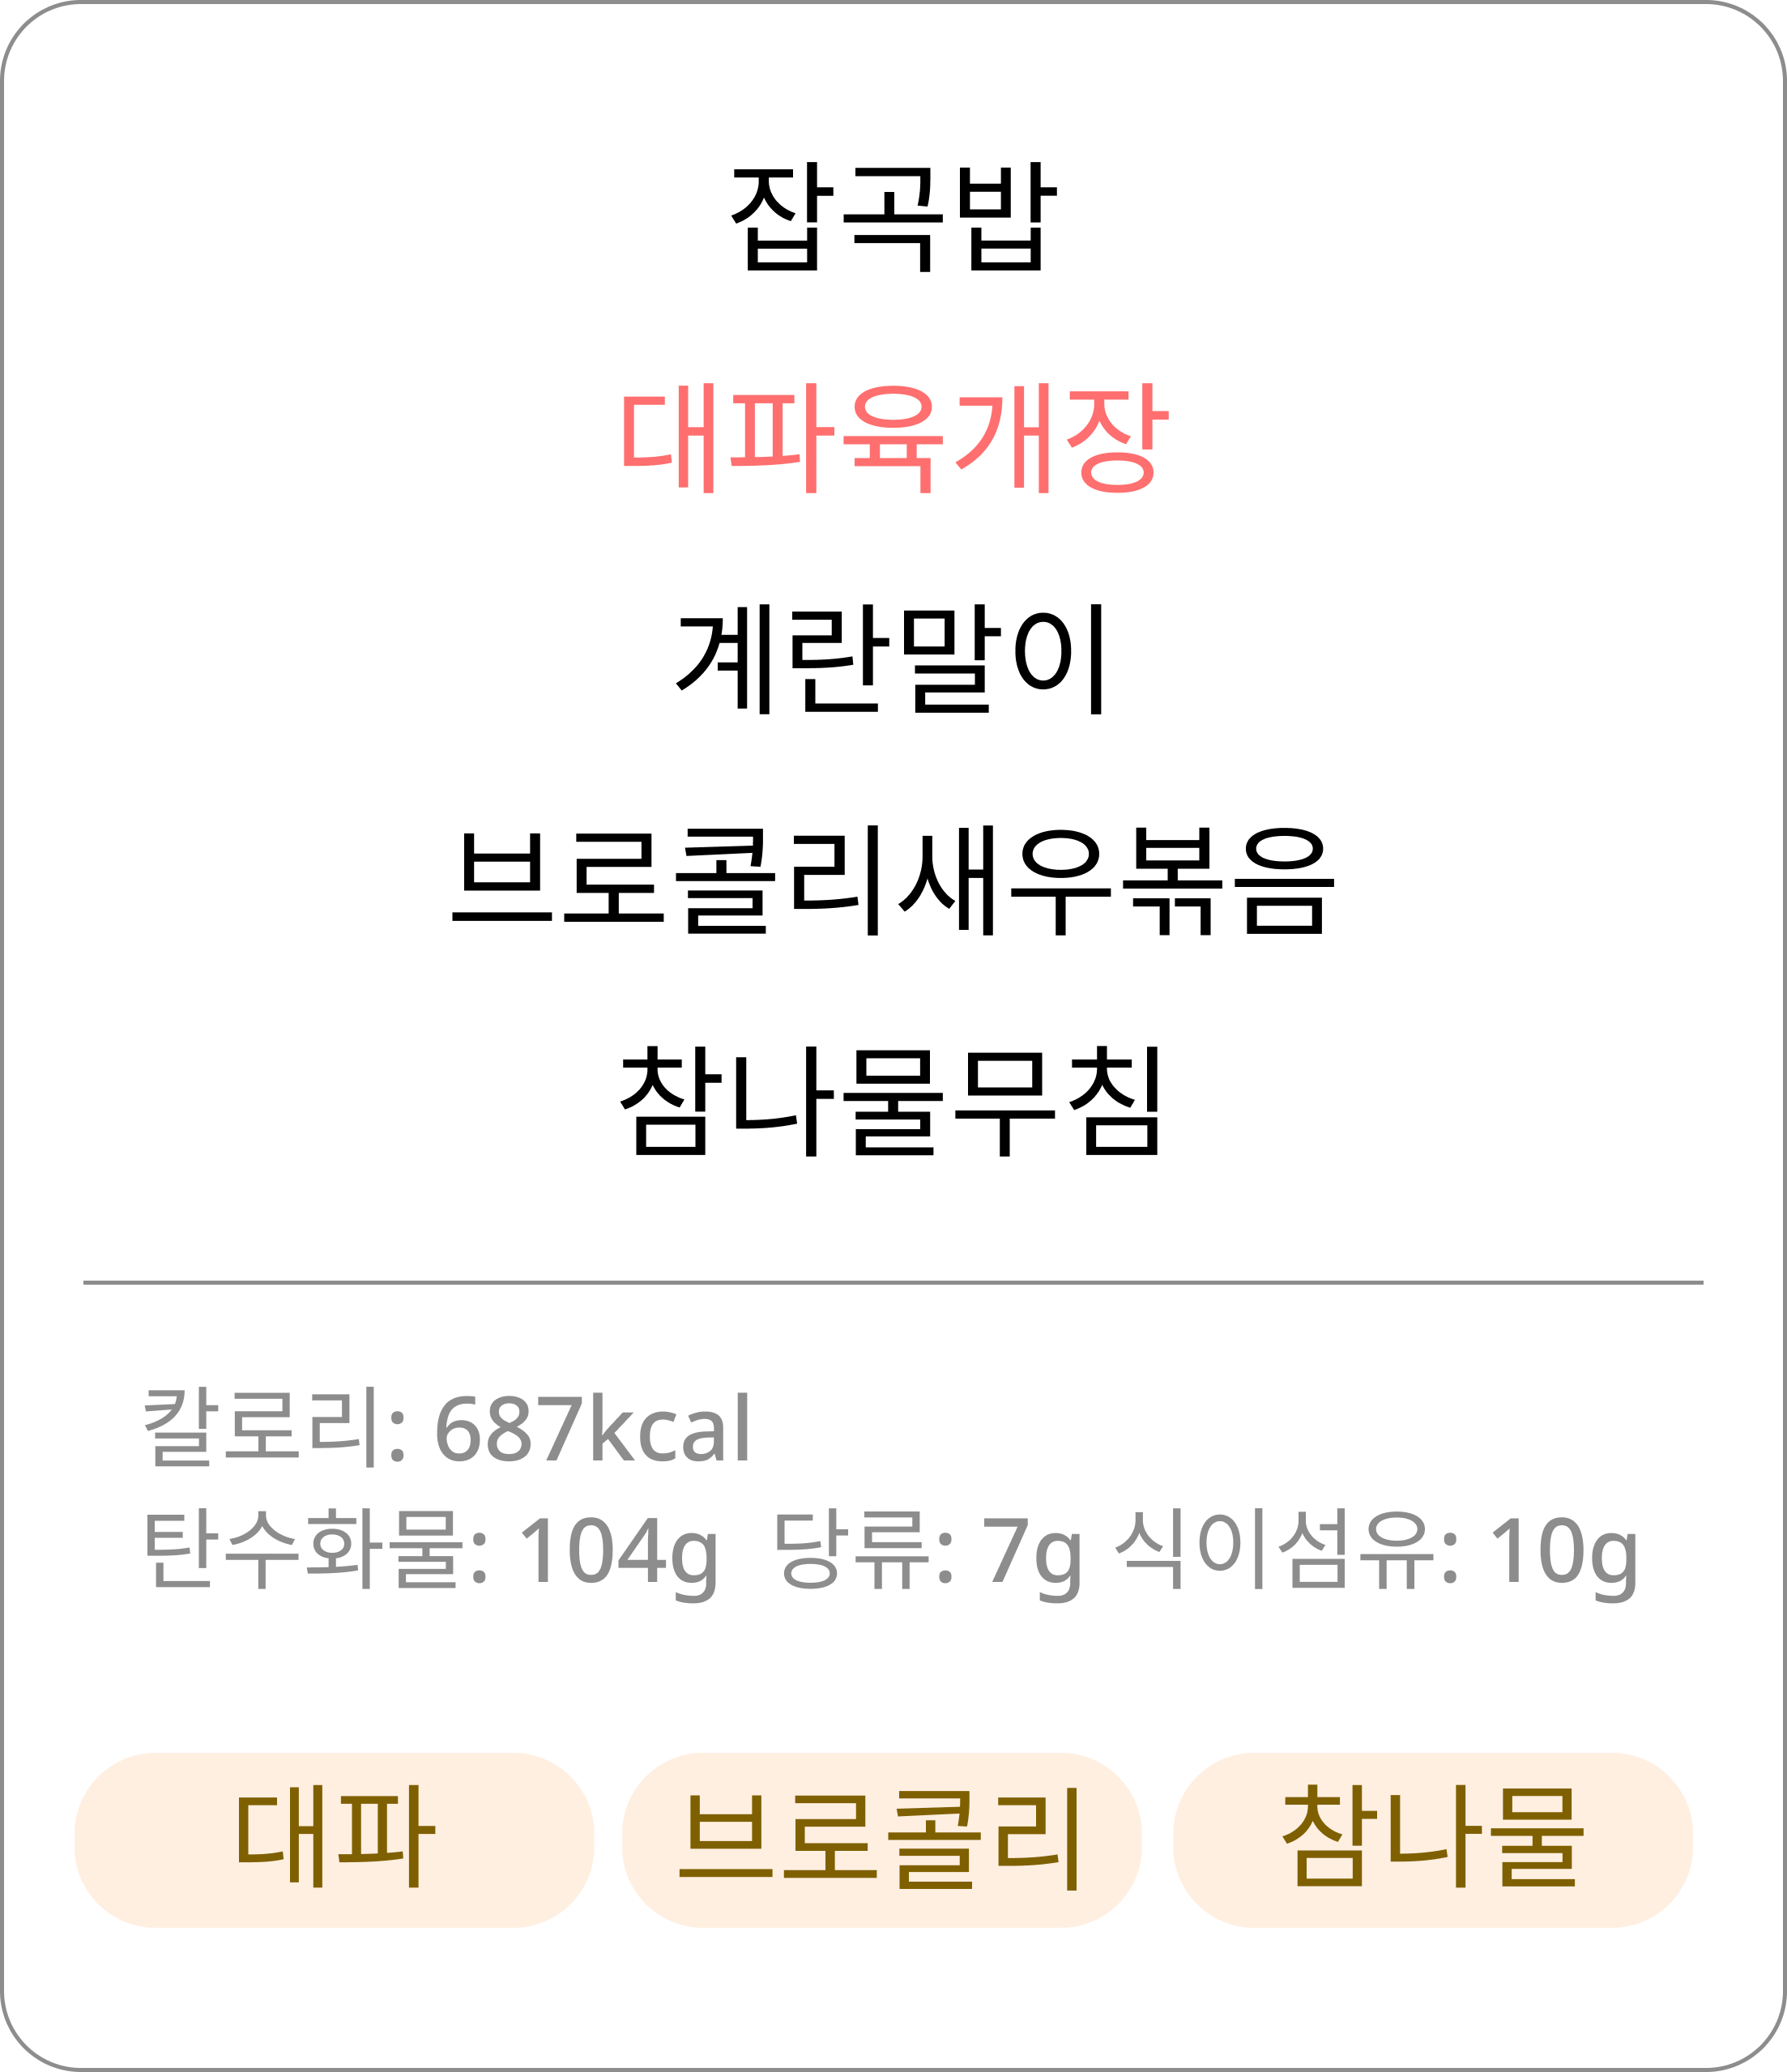 잡곡밥
대파육개장
계란말이
브로콜리새우볶음
참나물무침
칼로리: 687kcal
탄수화물: 104g 당류: 7g 식이섬유: 10g
대파 브로콜리 참나물